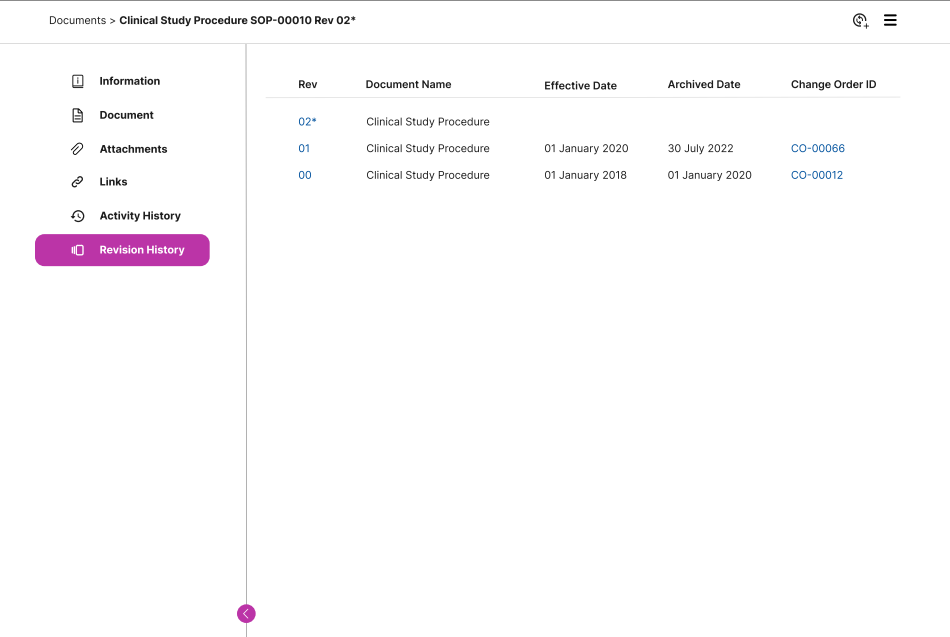 Documents > Clinical Study Procedure SOP-00010 Rev 02*
Information
Document
Attachments
Links
Activity History
Revision History
Rev Document Name Effective Date Archived Date Change Order ID
02* Clinical Study Procedure
01 Clinical Study Procedure 01 January 2020 30 July 2022 CO-00066
00 Clinical Study Procedure 01 January 2018 01 January 2020 CO-00012